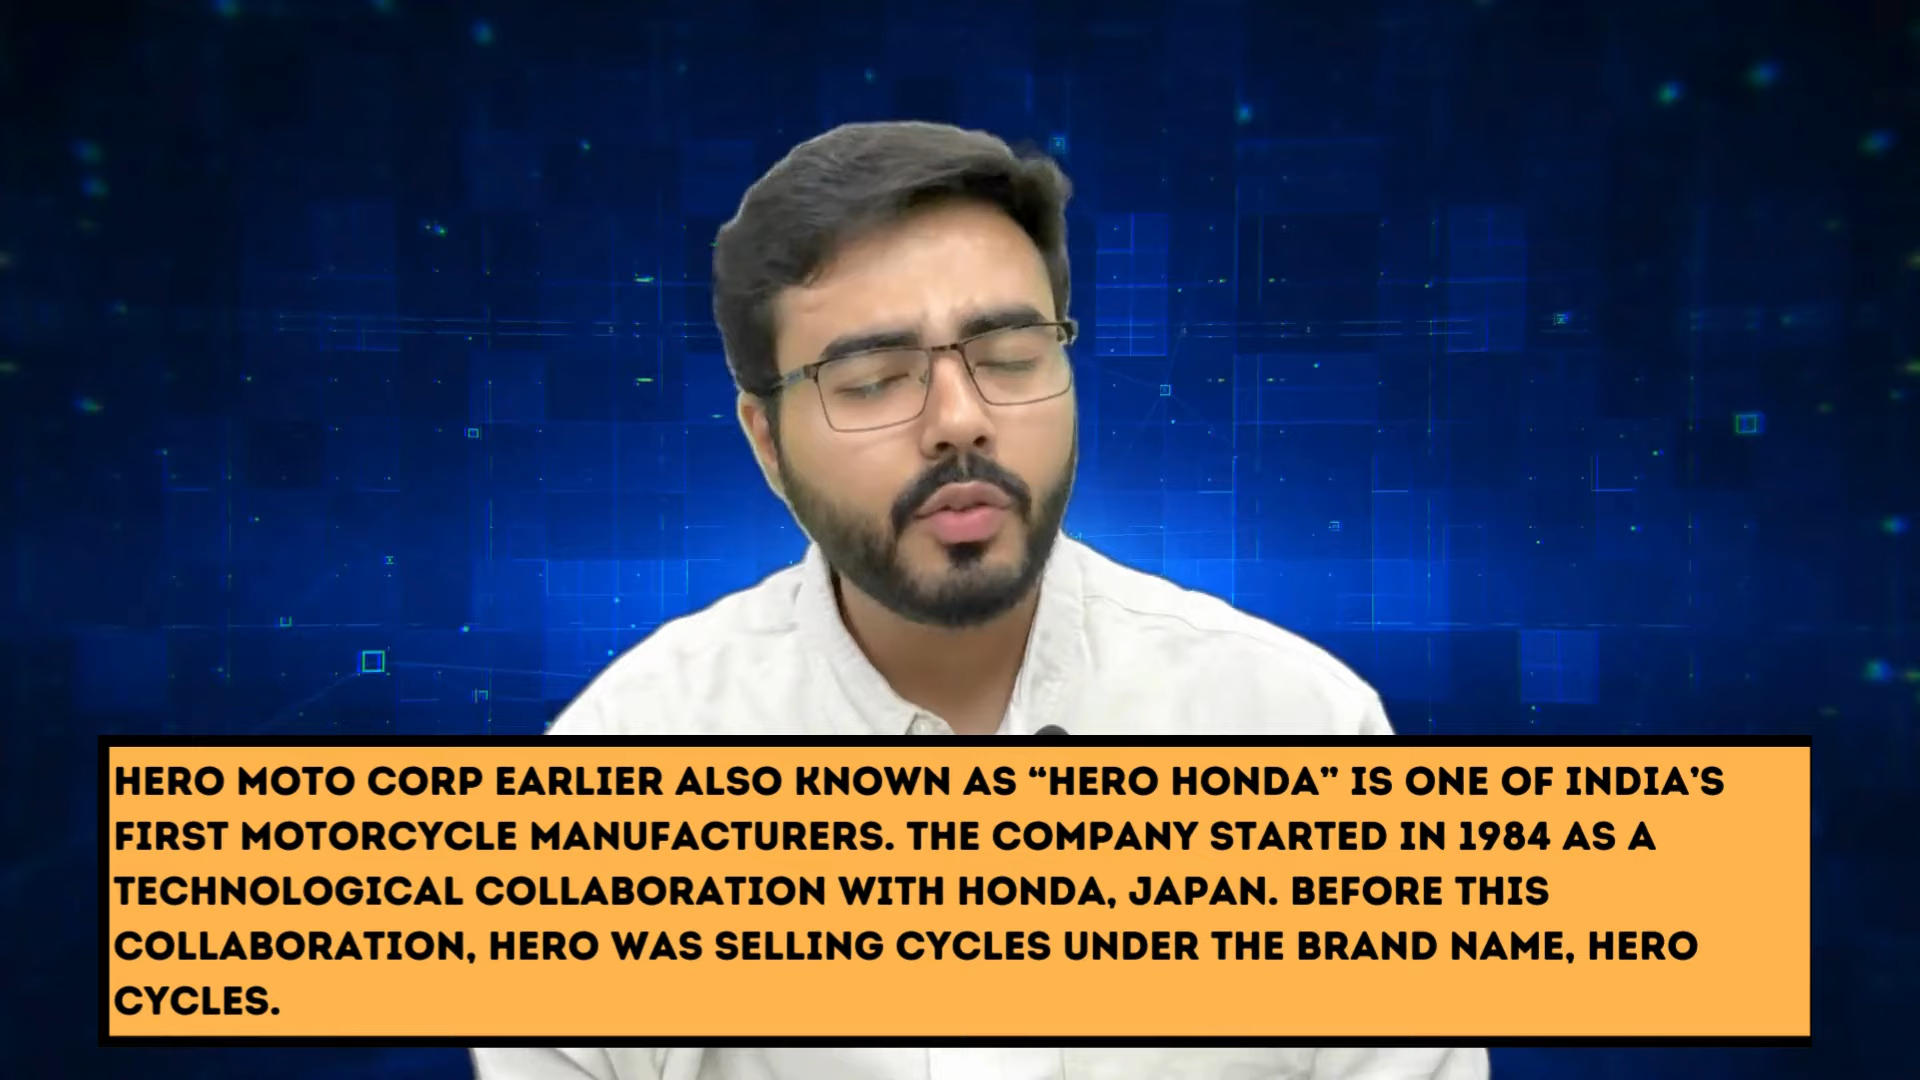 HERO MOTO CORP EARLIER ALSO KNOWN AS “HERO HONDA” IS ONE OF INDIA’S
FIRST MOTORCYCLE MANUFACTURERS. THE COMPANY STARTED IN 1984 AS A
TECHNOLOGICAL COLLABORATION WITH HONDA, JAPAN. BEFORE THIS
COLLABORATION, HERO WAS SELLING CYCLES UNDER THE BRAND NAME, HERO
CYCLES.